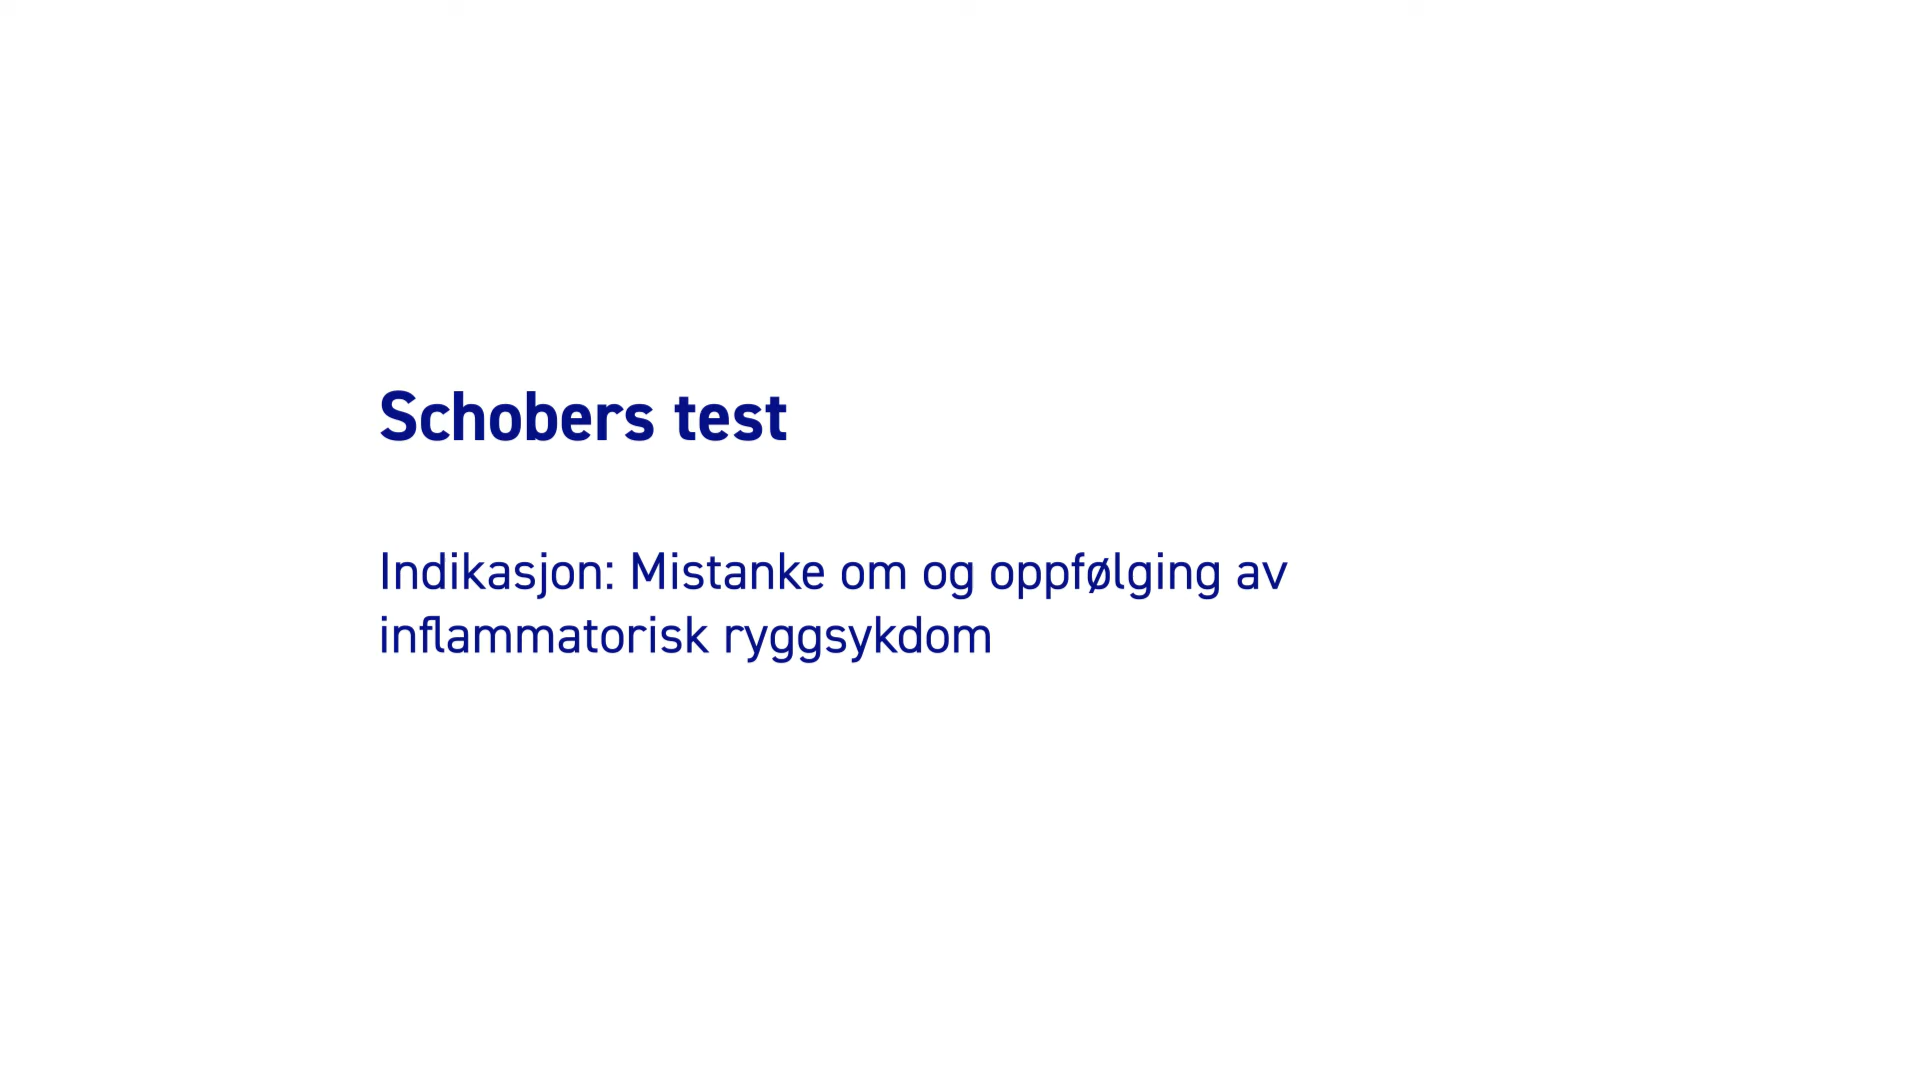 Schobers test
Indikasjon: Mistanke om og oppfølging av
inflammatorisk ryggsykdom